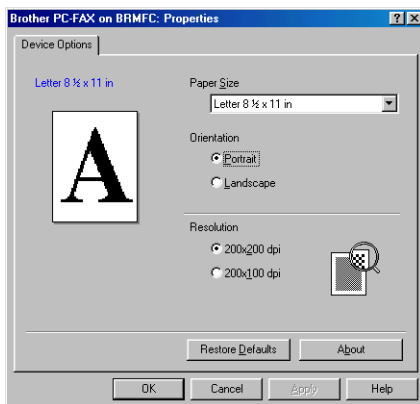 Brother PC-FAX on BRMFC: Properties
Device Options
Letter 8 ½ x 11 in
Paper Size
Letter 8 ½ x 11 in
Orientation
Portrait
Landscape
A
Resolution
200x200 dpi
200x100 dpi
Restore Defaults
About
OK
Cancel
Apply
Help